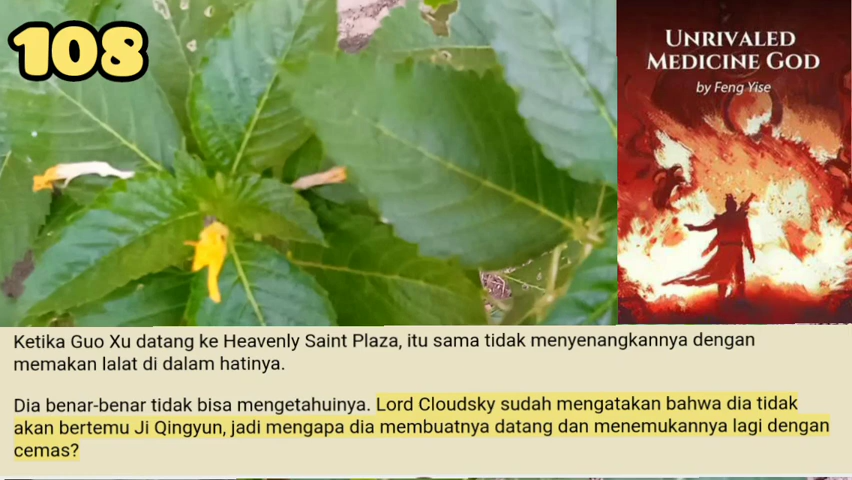 108
UNRIVALED
MEDICINE GOD
by Feng Yise
Ketika Guo Xu datang ke Heavenly Saint Plaza, itu sama tidak menyenangkannya dengan
memakan lalat di dalam hatinya.
Dia benar-benar tidak bisa mengetahuinya. Lord Cloudsky sudah mengatakan bahwa dia tidak
akan bertemu Ji Qingyun, jadi mengapa dia membuatnya datang dan menemukannya lagi dengan
cemas?